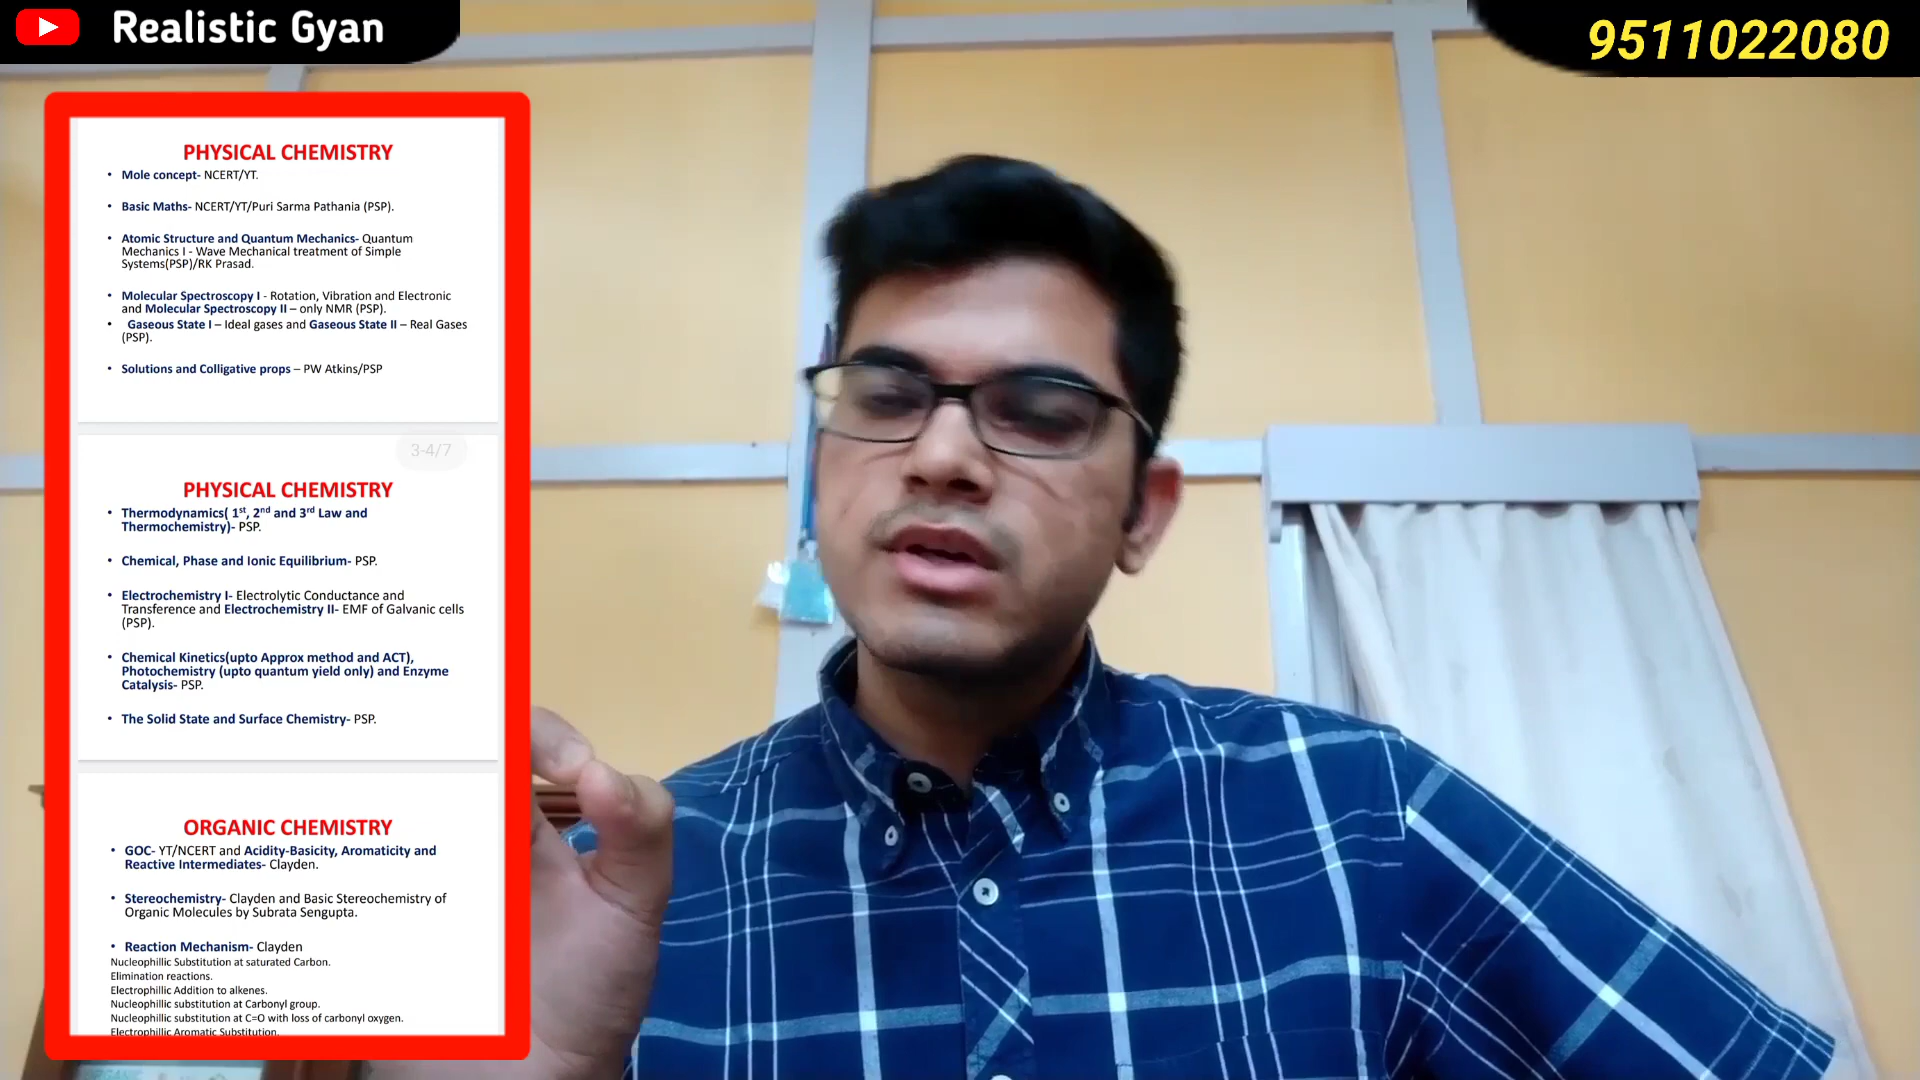 Realistic Gyan
9511022080
PHYSICAL CHEMISTRY
• Mole concept- NCERT/YT.
• Basic Maths- NCERT/YT/Puri Sarma Pathania (PSP).
• Atomic Structure and Quantum Mechanics- Quantum
Mechanics I - Wave Mechanical treatment of Simple
Systems(PSP)/RK Prasad.
• Molecular Spectroscopy I - Rotation, Vibration and Electronic
and Molecular Spectroscopy II – only NMR (PSP).
• Gaseous State I – Ideal gases and Gaseous State II – Real Gases
(PSP).
• Solutions and Colligative props – PW Atkins/PSP
3-4/7
PHYSICAL CHEMISTRY
• Thermodynamics( 1st, 2nd and 3rd Law and
Thermochemistry)- PSP.
• Chemical, Phase and Ionic Equilibrium- PSP.
• Electrochemistry I- Electrolytic Conductance and
Transference and Electrochemistry II- EMF of Galvanic cells
(PSP).
• Chemical Kinetics(upto Approx method and ACT),
Photochemistry (upto quantum yield only) and Enzyme
Catalysis- PSP.
• The Solid State and Surface Chemistry- PSP.
ORGANIC CHEMISTRY
• GOC- YT/NCERT and Acidity-Basicity, Aromaticity and
Reactive Intermediates- Clayden.
• Stereochemistry- Clayden and Basic Stereochemistry of
Organic Molecules by Subrata Sengupta.
• Reaction Mechanism- Clayden
Nucleophillic Substitution at saturated Carbon.
Elimination reactions.
Electrophillic Addition to alkenes.
Nucleophillic substitution at Carbonyl group.
Nucleophillic substitution at C=O with loss of carbonyl oxygen.
Electrophillic Aromatic Substitution.
ORGANIC